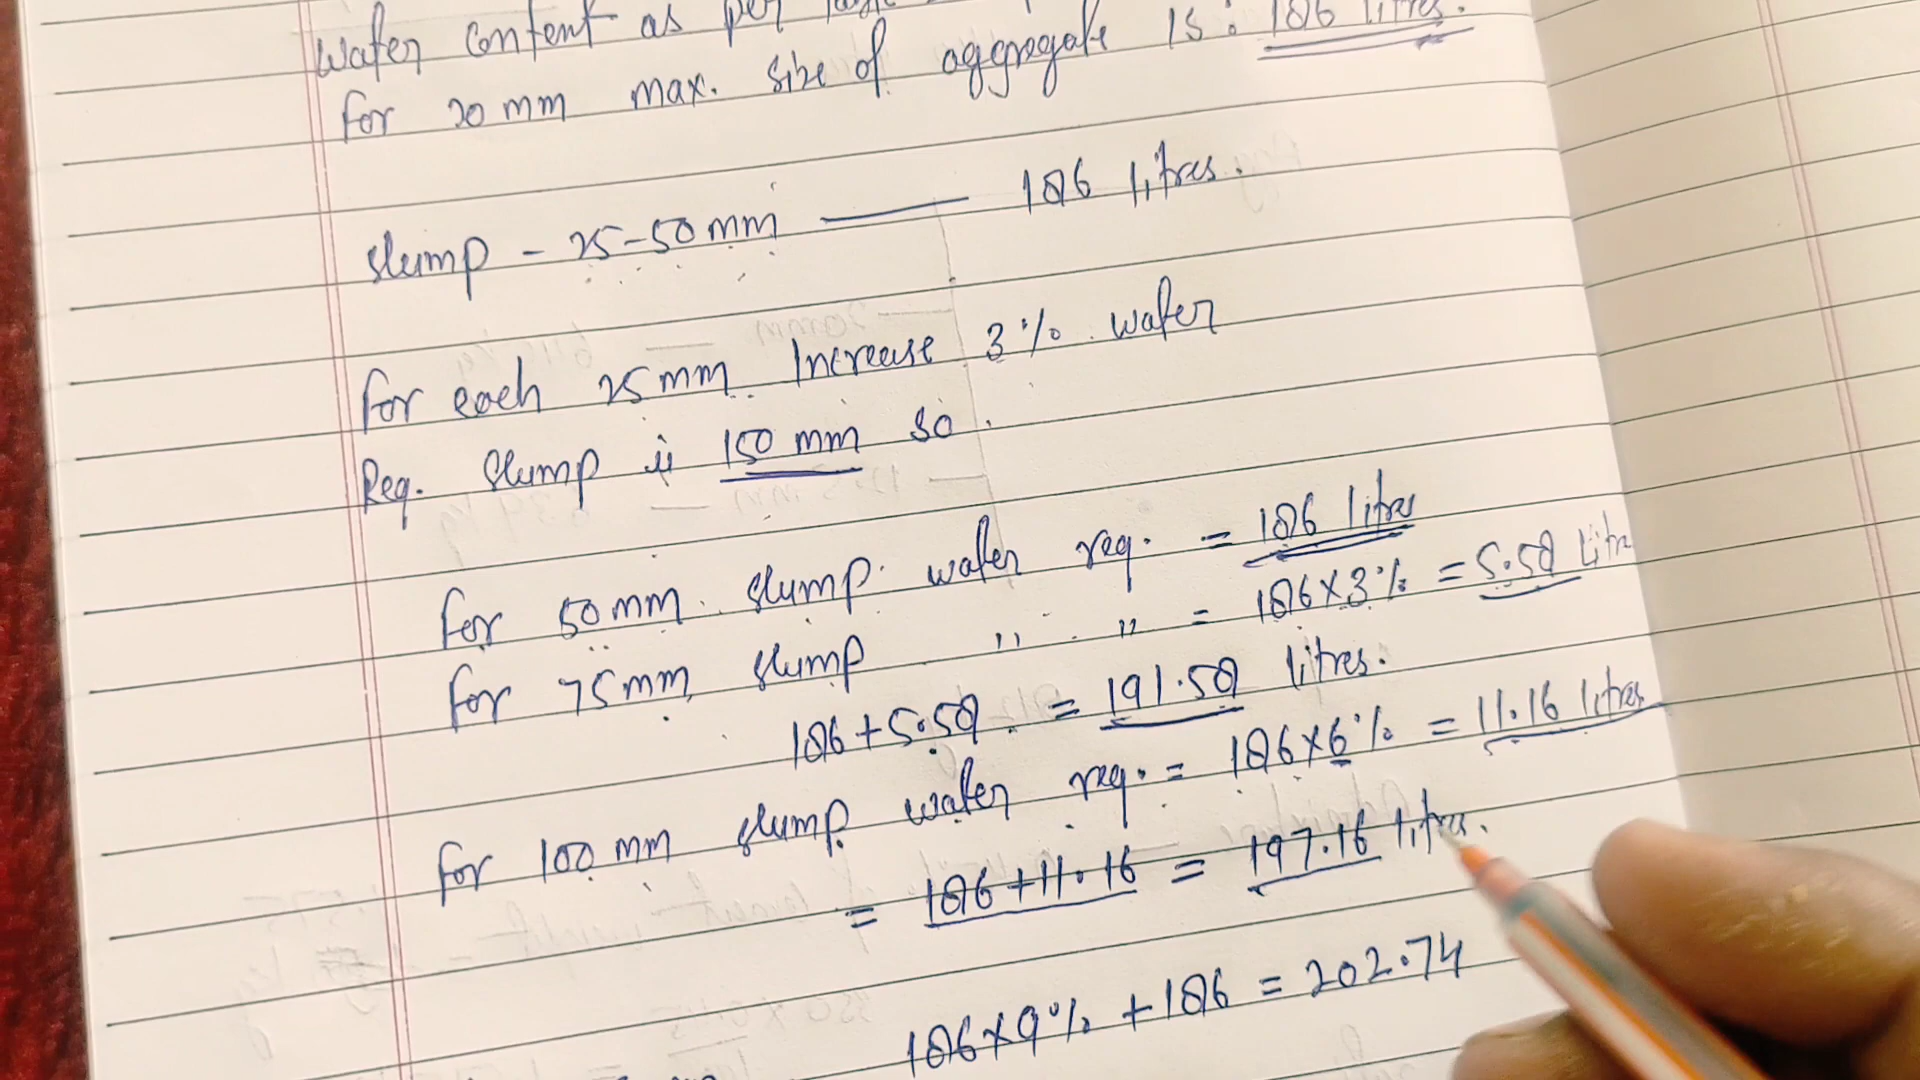 Water content as per
for 20 mm max. size of aggregate is : 186 litres.
Slump - 25-50 mm — 186 litres.
for each 25 mm Increase 3% water
Req. Slump is 150 mm so
for 50 mm slump water req. = 186 litres
for 75 mm slump " " = 186 x 3% = 5.58 Litre
186 + 5.58 = 191.58 litres.
for 100 mm slump water req. = 186 x 6% = 11.16 litres
= 186 + 11.16 = 197.16 litres.
186 x 9% + 186 = 202.74